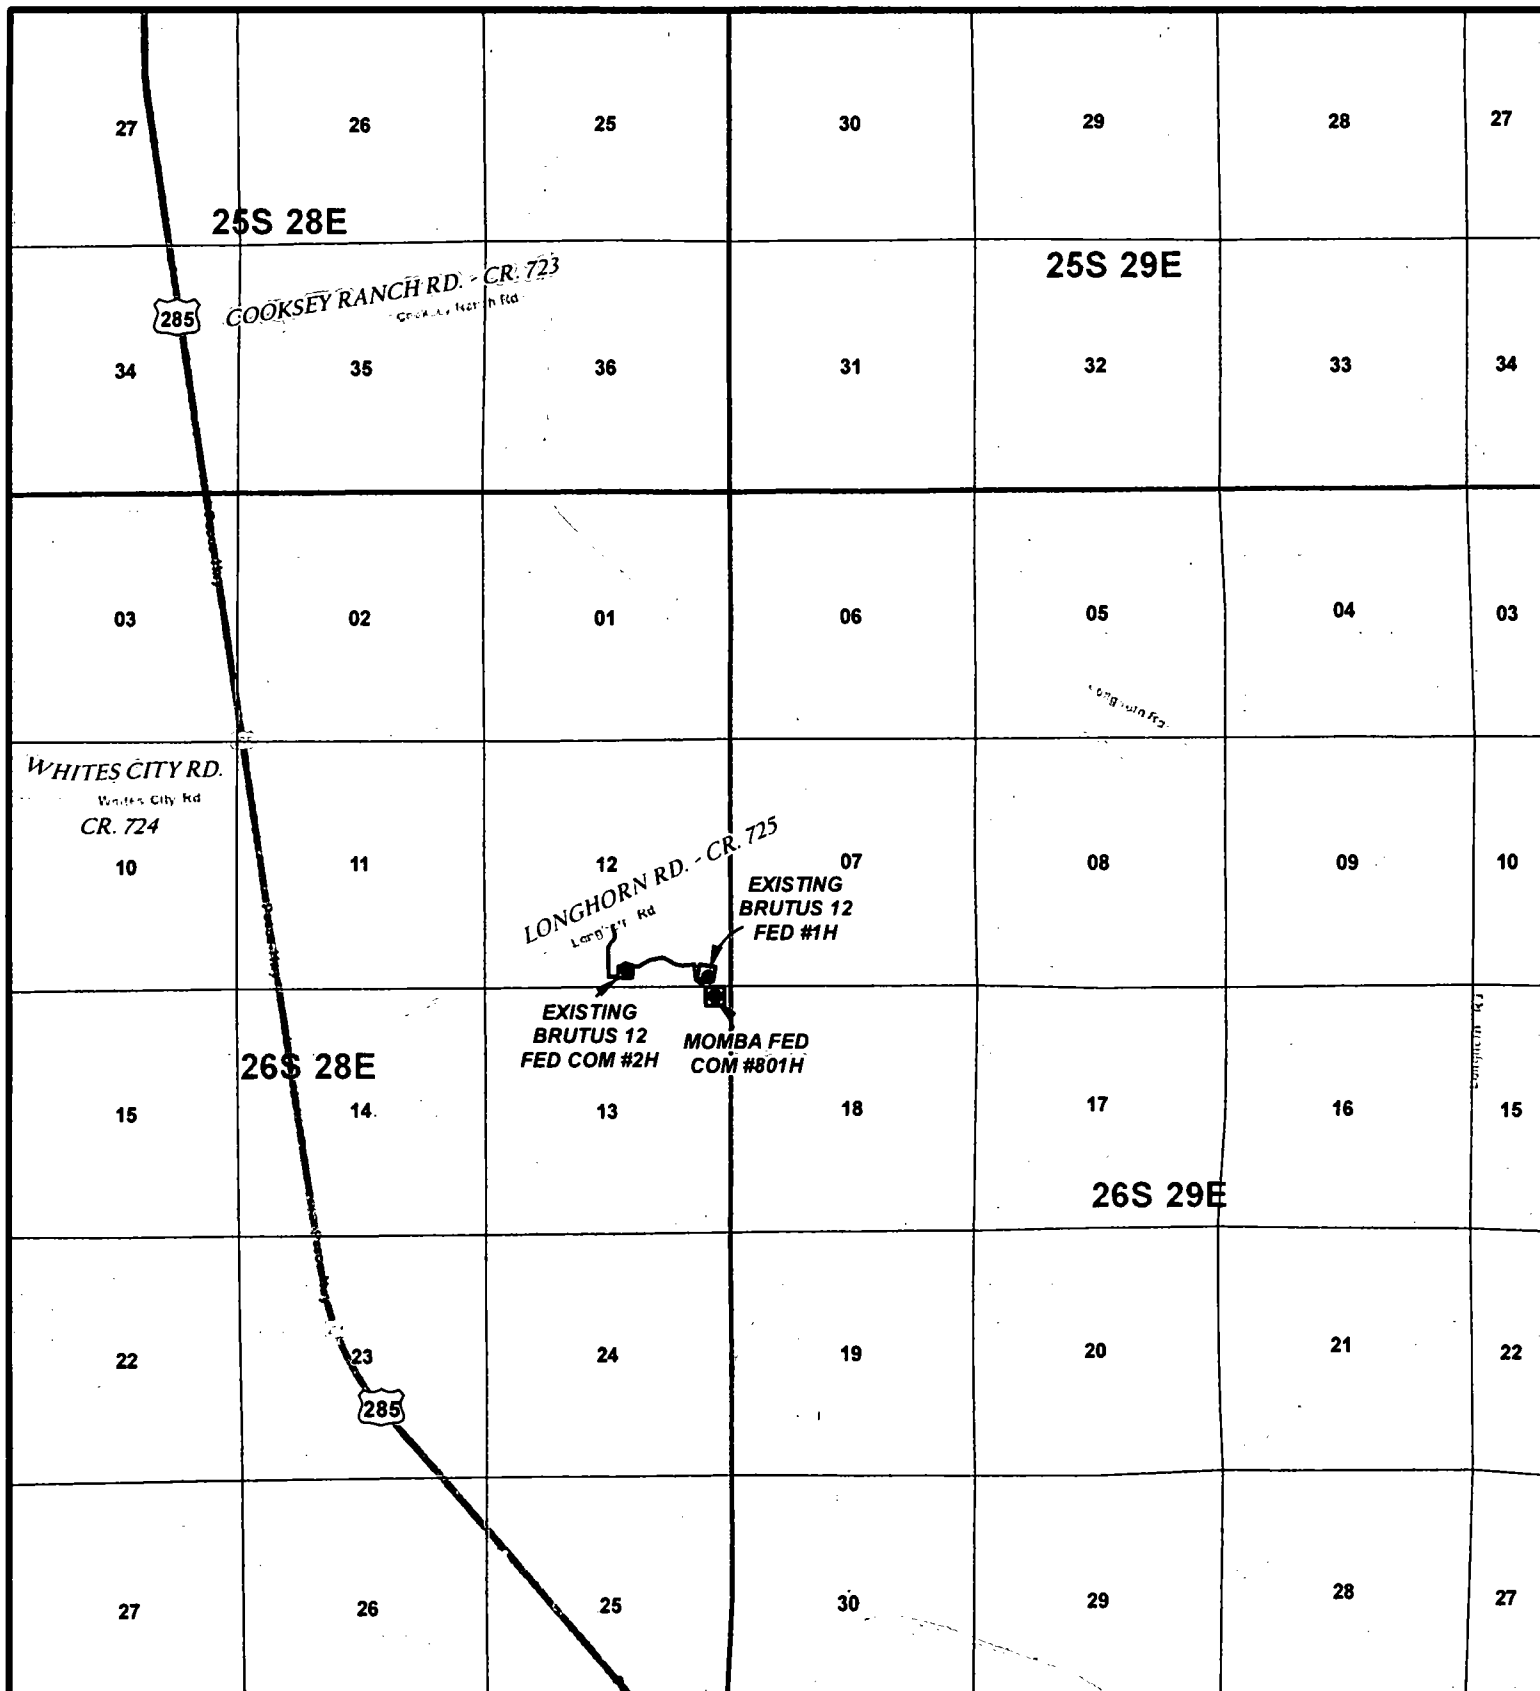 27 26 25 30 29 28 27
25S 28E
25S 29E
COOKSEY RANCH RD. - CR. 723
285
34 35 36 31 32 33 34
03 02 01 06 05 04 03
WHITES CITY RD.
Whites City Rd
CR. 724
LONGHORN RD. - CR. 725
10 11 12 07 08 09 10
EXISTING
BRUTUS 12
FED #1H
EXISTING
BRUTUS 12
FED COM #2H
MOMBA FED
COM #801H
26S 28E
15 14 13 18 17 16 15
26S 29E
22 23 24 19 20 21 22
285
27 26 25 30 29 28 27